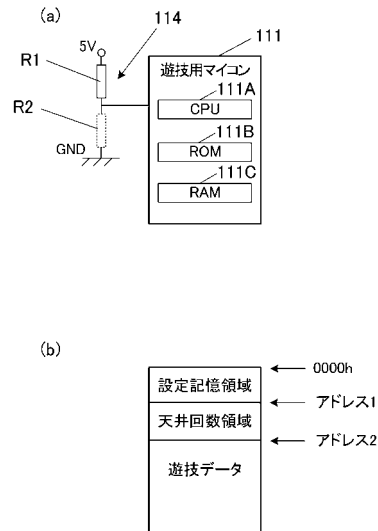 (a)
114
111
5V
R1
遊技用マイコン
111A
CPU
R2
111B
ROM
GND
111C
RAM
(b)
0000h
設定記憶領域
アドレス1
天井回数領域
アドレス2
遊技データ